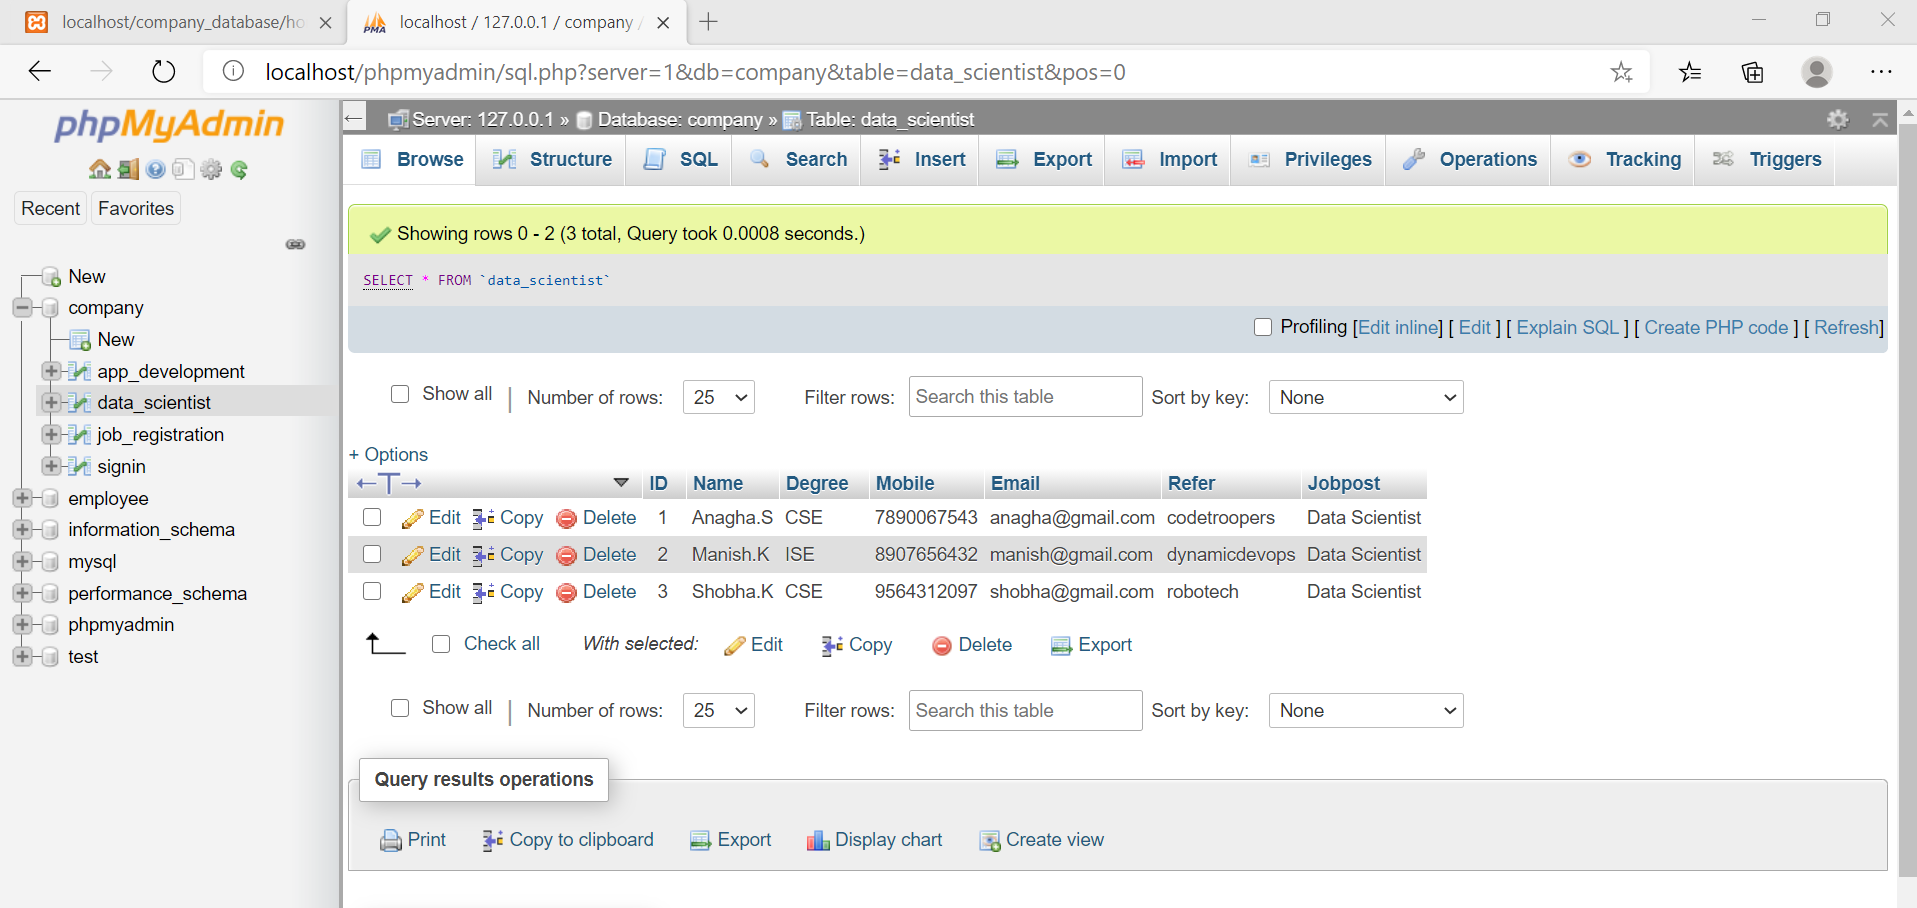 localhost/company_database/ho
localhost / 127.0.0.1 / company /
localhost/phpmyadmin/sql.php?server=1&db=company&table=data_scientist&pos=0
phpMyAdmin
Recent Favorites
New
company
New
app_development
data_scientist
job_registration
signin
employee
information_schema
mysql
performance_schema
phpmyadmin
test
Server: 127.0.0.1 » Database: company » Table: data_scientist
Browse Structure SQL Search Insert Export Import Privileges Operations Tracking Triggers
Showing rows 0 - 2 (3 total, Query took 0.0008 seconds.)
SELECT * FROM `data_scientist`
Profiling [Edit inline] [ Edit ] [ Explain SQL ] [ Create PHP code ] [ Refresh]
Show all | Number of rows: 25 Filter rows: Search this table Sort by key: None
+ Options
←T→ ID Name Degree Mobile Email Refer Jobpost
Edit Copy Delete 1 Anagha.S CSE 7890067543 anagha@gmail.com codetroopers Data Scientist
Edit Copy Delete 2 Manish.K ISE 8907656432 manish@gmail.com dynamicdevops Data Scientist
Edit Copy Delete 3 Shobha.K CSE 9564312097 shobha@gmail.com robotech Data Scientist
Check all With selected: Edit Copy Delete Export
Show all | Number of rows: 25 Filter rows: Search this table Sort by key: None
Query results operations
Print Copy to clipboard Export Display chart Create view